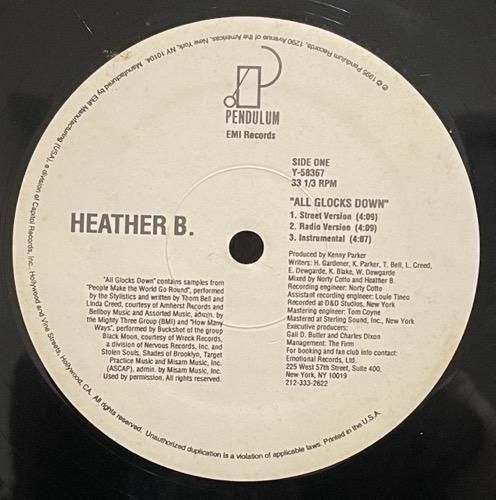 ℗ © 1995 Pendulum Records, 1290 Avenue of the Americas, New York, NY 10104. Manufactured by EMI Manufacturing (USA), a division of Capitol Records, Inc., Hollywood and Vine Streets, Hollywood, CA. All rights reserved. Unauthorized duplication is a violation of applicable laws. Printed in the U.S.A.
PENDULUM
EMI Records
SIDE ONE
Y-58367
33 1/3 RPM
HEATHER B.
"ALL GLOCKS DOWN"
1. Street Version (4:09)
2. Radio Version (4:09)
3. Instrumental (4:07)
Produced by Kenny Parker
Writers: H. Gardener, K. Parker, T. Bell, L. Creed,
E. Dewgarde, K. Blake, W. Dewgarde
Mixed by Norty Cotto and Heather B.
Recording engineer: Norty Cotto
Assistant recording engineer: Louie Tineo
Recorded at D&D Studios, New York
Mastering engineer: Tom Coyne
Mastered at Sterling Sound, Inc., New York
Executive producers:
Gail D. Butler and Charles Dixon
Management: The Firm
For booking and fan club info contact:
Emotional Records, Ltd.
225 West 57th Street, Suite 400,
New York, NY 10019
212-333-2622
"All Glocks Down" contains samples from
"People Make the World Go Round", performed
by the Stylistics and written by Thom Bell and
Linda Creed, courtesy of Amherst Records and
Bellboy Music and Assorted Music, admin. by
the Mighty Three Group (BMI) and "How Many
Ways", performed by Buckshot of the group
Black Moon, courtesy of Wreck Records,
a division of Nervous Records, Inc. and
Stolen Souls, Shades of Brooklyn, Target
Practice Music and Misam Music, Inc.
(ASCAP), admin. by Misam Music, Inc.
Used by permission. All rights reserved.